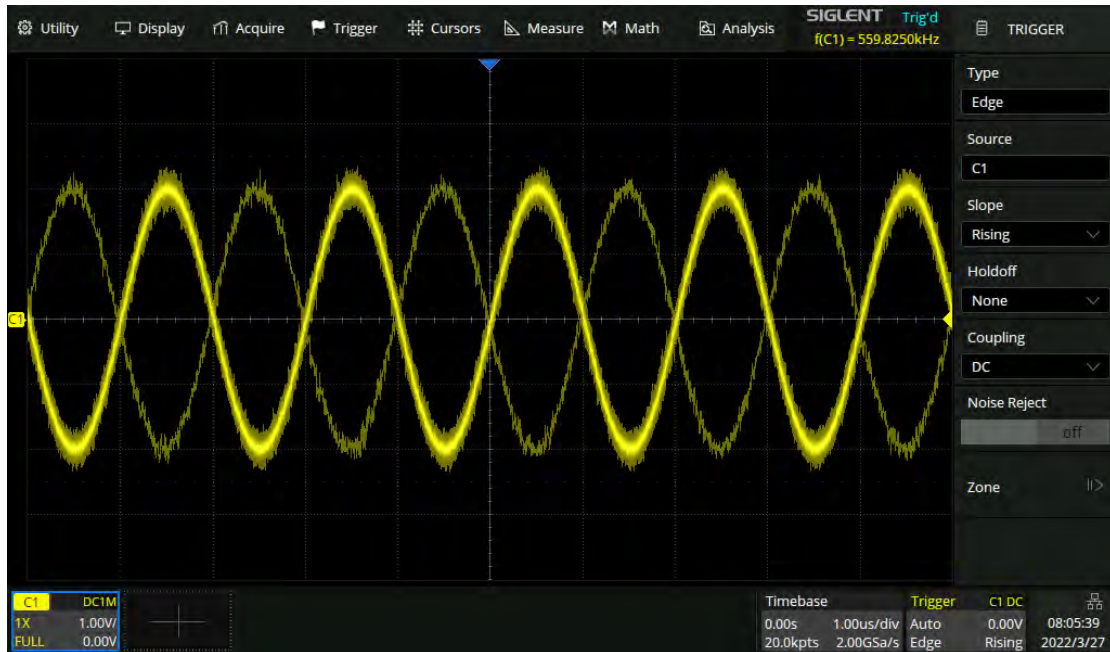 Utility Display Acquire Trigger Cursors Measure Math Analysis
SIGLENT Trig'd
f(C1) = 559.8250kHz
TRIGGER
Type
Edge
Source
C1
Slope
Rising
Holdoff
None
Coupling
DC
Noise Reject
off
Zone
C1
C1 DC1M
1X 1.00V/
FULL 0.00V
Timebase
0.00s 1.00us/div
20.0kpts 2.00GSa/s
Trigger C1 DC
Auto 0.00V
Edge Rising
08:05:39
2022/3/27